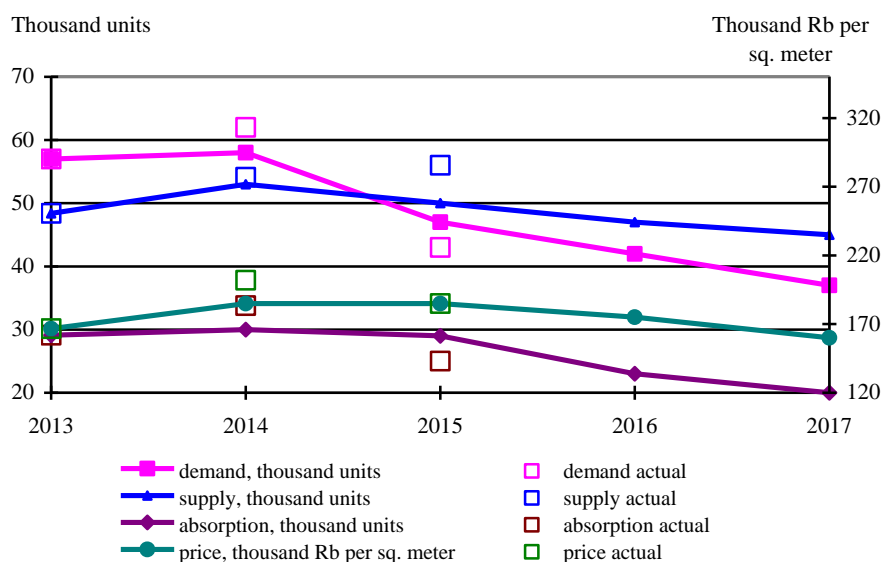 Thousand units
Thousand Rb per
sq. meter
70
60
50
40
30
20
320
270
220
170
120
2013 2014 2015 2016 2017
demand, thousand units
supply, thousand units
absorption, thousand units
price, thousand Rb per sq. meter
demand actual
supply actual
absorption actual
price actual